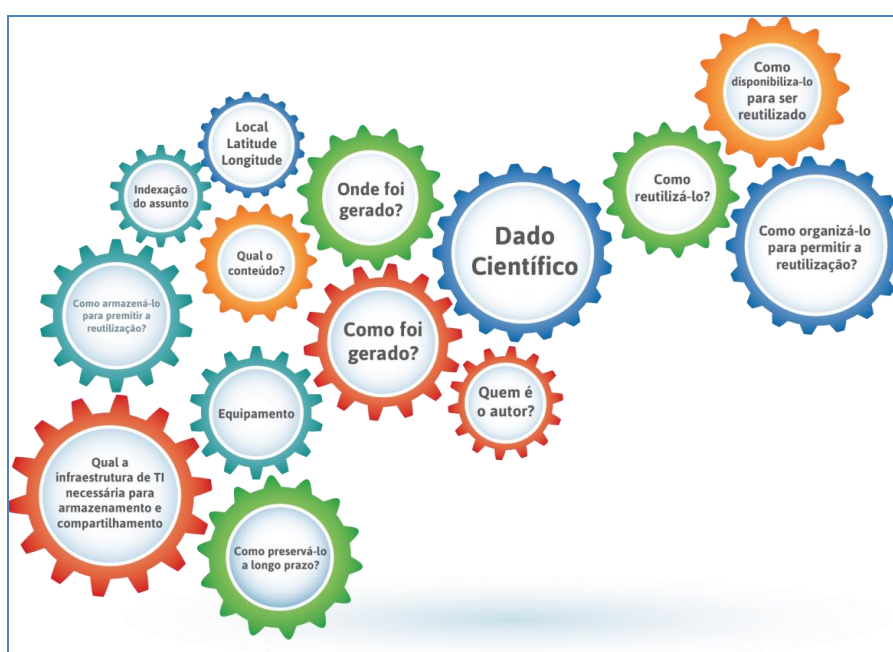 Como
disponibiliza-lo
para ser
reutilizado
Local
Latitude
Longitude
Indexação
do assunto
Onde foi
gerado?
Como
reutilizá-lo?
Dado
Científico
Como organizá-lo
para permitir a
reutilização?
Qual o
conteúdo?
Como armazená-lo
para premitir a
reutilização?
Como foi
gerado?
Quem é
o autor?
Equipamento
Qual a
infraestrutura de TI
necessária para
armazenamento e
compartilhamento
Como preservá-lo
a longo prazo?